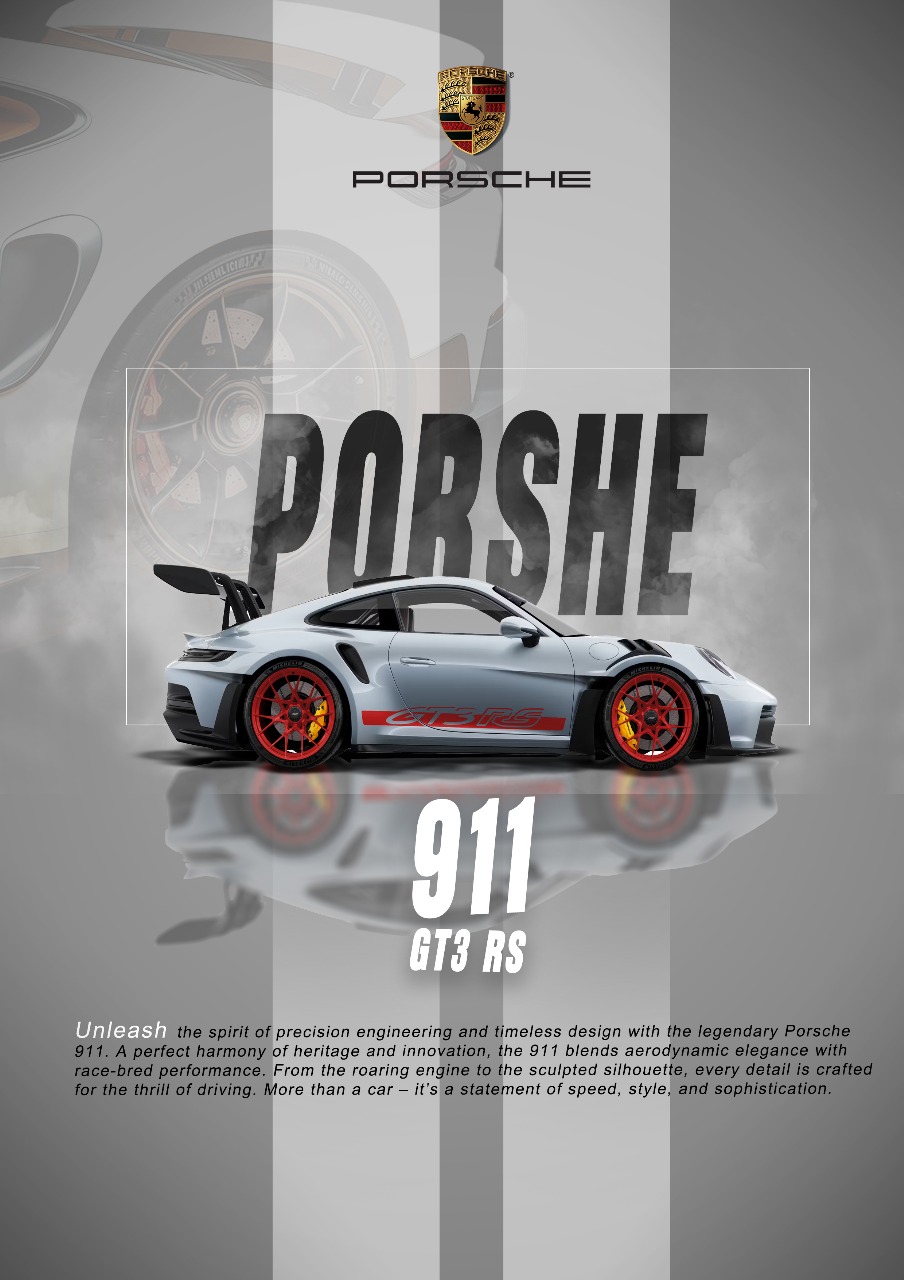 PORSCHE
®
PORSCHE
PORSHE
MICHELIN
MICHELIN
GT3 RS
911
GT3 RS
Unleash the spirit of precision engineering and timeless design with the legendary Porsche
911. A perfect harmony of heritage and innovation, the 911 blends aerodynamic elegance with
race-bred performance. From the roaring engine to the sculpted silhouette, every detail is crafted
for the thrill of driving. More than a car – it's a statement of speed, style, and sophistication.